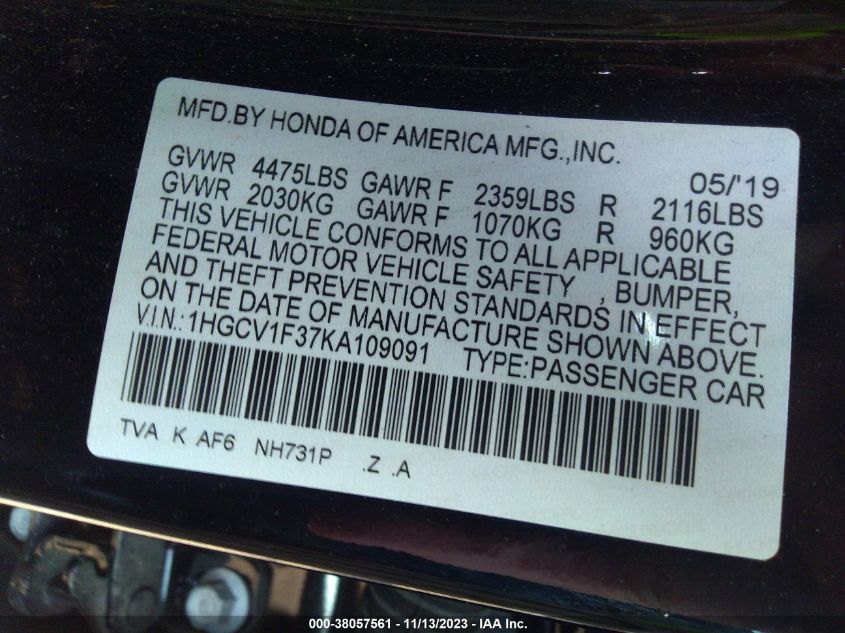 MFD.BY HONDA OF AMERICA MFG.,INC.
05/'19
GVWR 4475LBS GAWR F 2359LBS R 2116LBS
GVWR 2030KG GAWR F 1070KG R 960KG
THIS VEHICLE CONFORMS TO ALL APPLICABLE
FEDERAL MOTOR VEHICLE SAFETY , BUMPER,
AND THEFT PREVENTION STANDARDS IN EFFECT
ON THE DATE OF MANUFACTURE SHOWN ABOVE.
V.I.N.:1HGCV1F37KA109091 TYPE:PASSENGER CAR
TVA K AF6 NH731P .Z .A
000-38057561 - 11/13/2023 - IAA Inc.